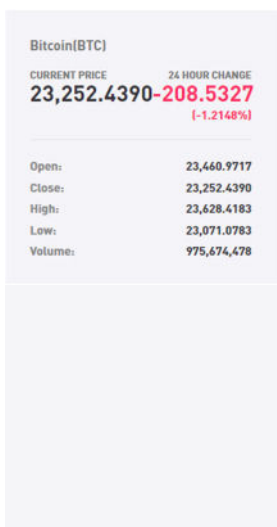 Bitcoin(BTC)
CURRENT PRICE 24 HOUR CHANGE
23,252.4390 -208.5327
(-1.2148%)
Open: 23,460.9717
Close: 23,252.4390
High: 23,628.4183
Low: 23,071.0783
Volume: 975,674,478